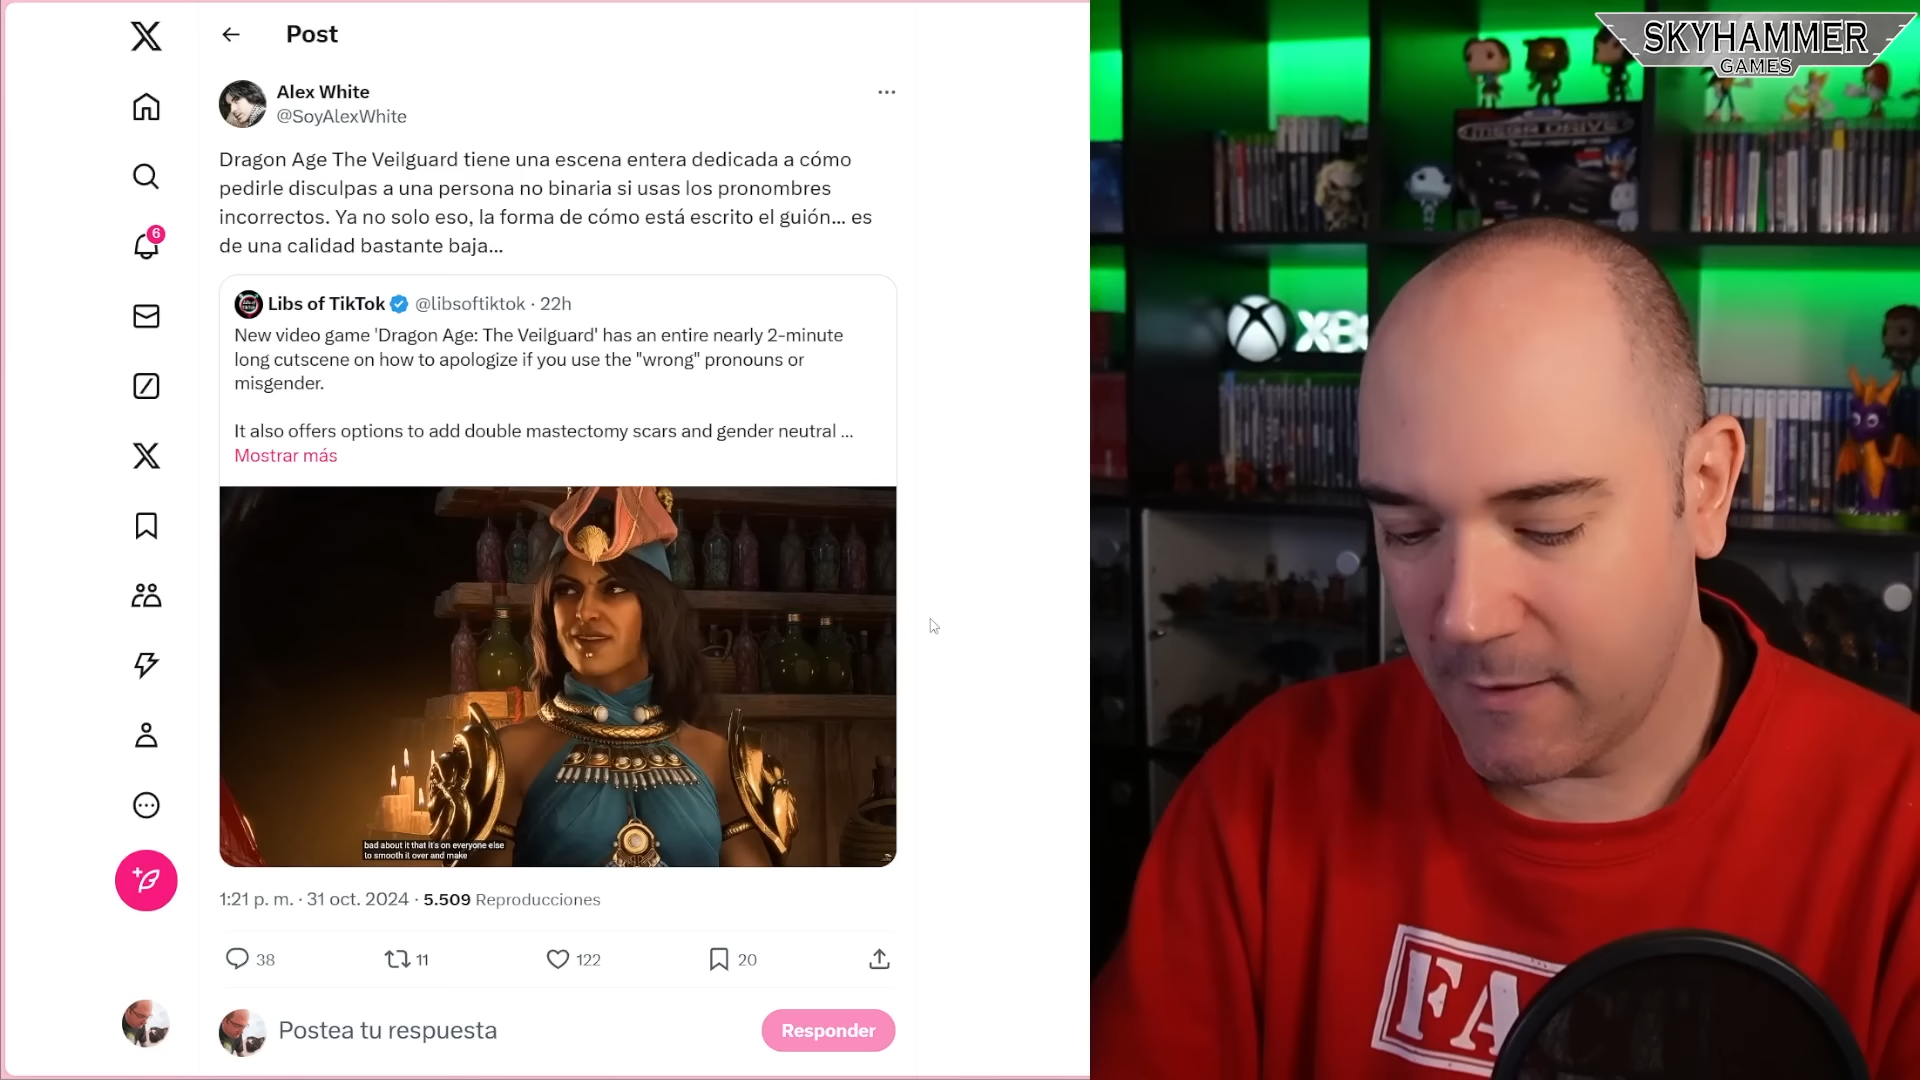 Post
Alex White
@SoyAlexWhite
Dragon Age The Veilguard tiene una escena entera dedicada a cómo
pedirle disculpas a una persona no binaria si usas los pronombres
incorrectos. Ya no solo eso, la forma de cómo está escrito el guión... es
de una calidad bastante baja...
Libs of TikTok @libsoftiktok · 22h
New video game 'Dragon Age: The Veilguard' has an entire nearly 2-minute
long cutscene on how to apologize if you use the "wrong" pronouns or
misgender.
It also offers options to add double mastectomy scars and gender neutral ...
Mostrar más
bad about it that it's on everyone else
to smooth it over and make
1:21 p. m. · 31 oct. 2024 · 5.509 Reproducciones
38
11
122
20
Postea tu respuesta
Responder
6
SKYHAMMER
GAMES
MEGA DRIVE
XB
FA